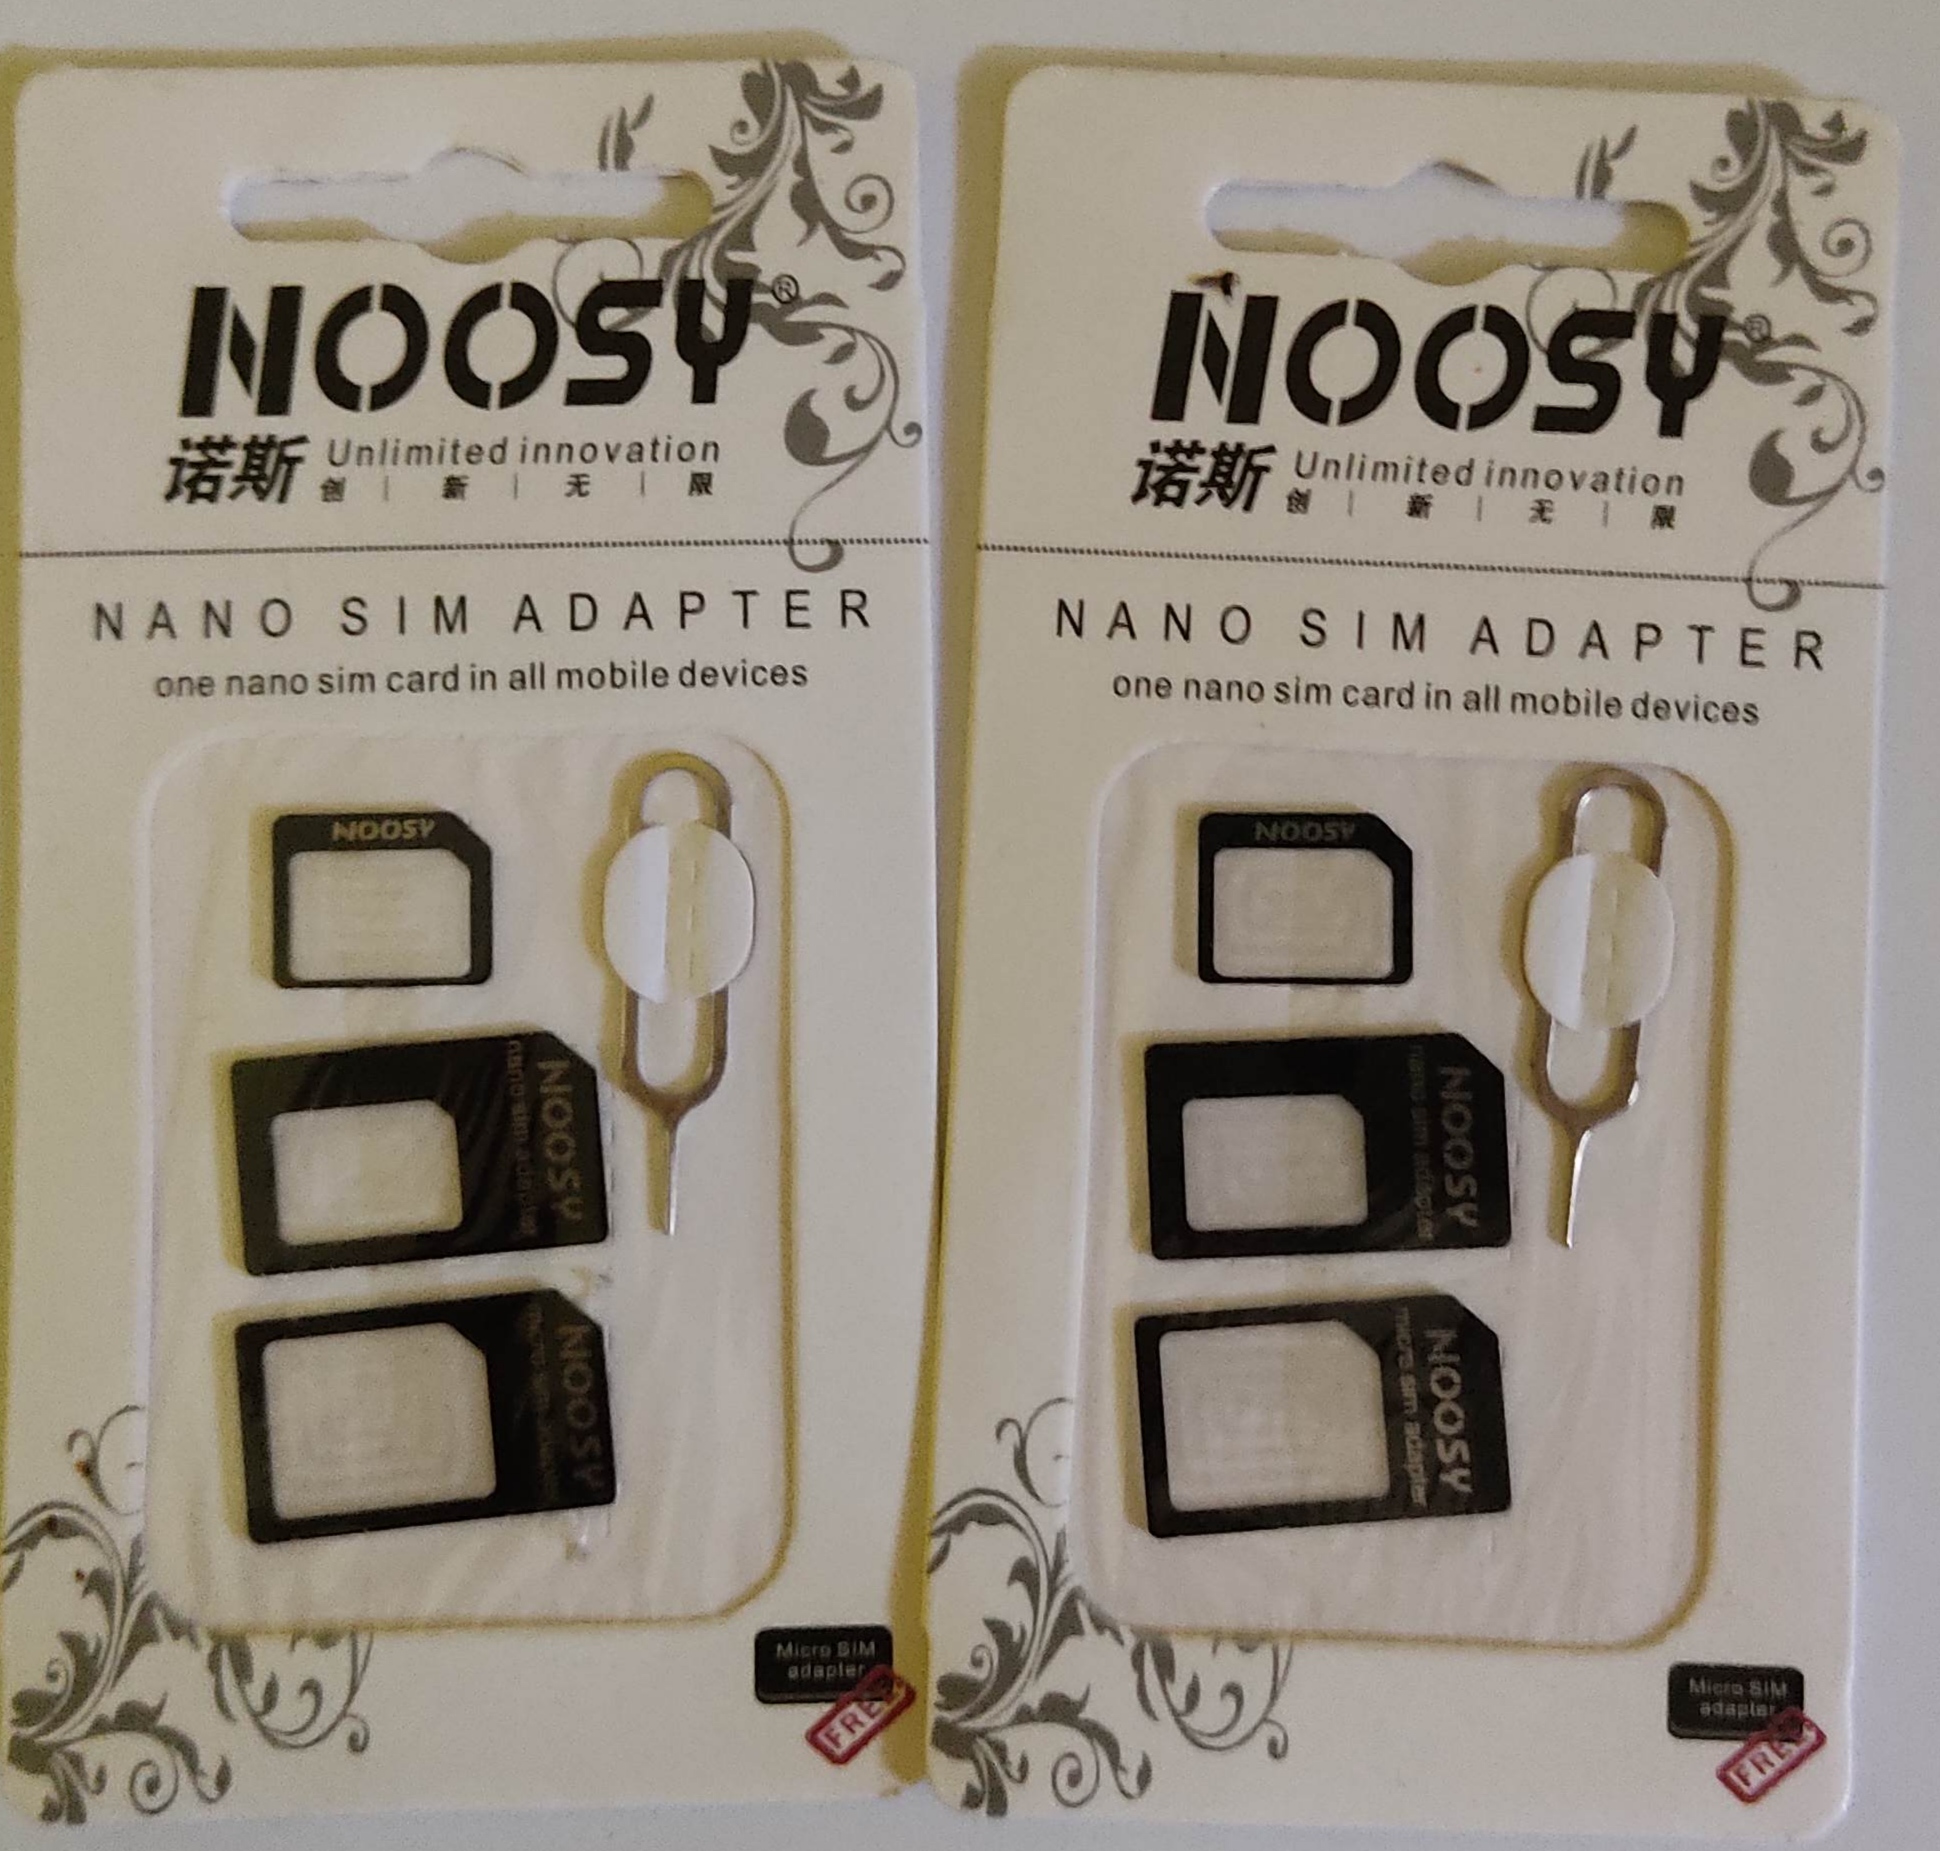 NOOSY®
诺斯 Unlimited innovation
创 | 新 | 无 | 限
NANO SIM ADAPTER
one nano sim card in all mobile devices
NOOSY
NOOSY
nano sim adapter
NOOSY
micro sim adapter
Micro SIM
adapter
FREE
NOOSY®
诺斯 Unlimited innovation
创 | 新 | 无 | 限
NANO SIM ADAPTER
one nano sim card in all mobile devices
NOOSY
NOOSY
nano sim adapter
NOOSY
micro sim adapter
Micro SIM
adapter
FREE